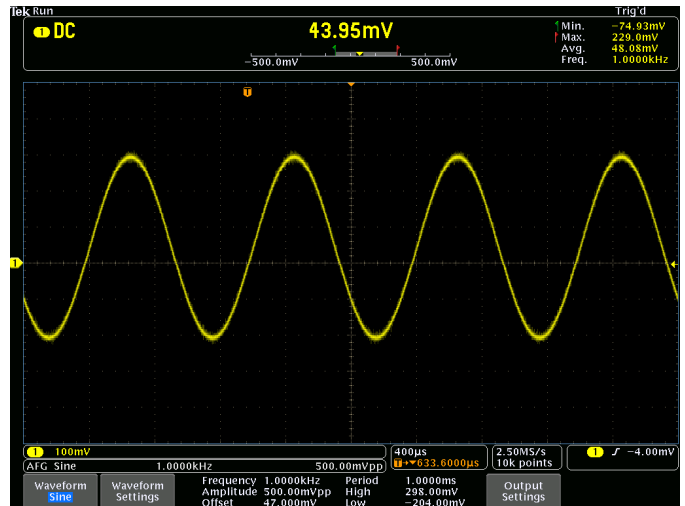 Tek Run Trig'd
1 DC 43.95mV
-500.0mV 500.0mV
Min. -74.93mV
Max. 229.0mV
Avg. 48.08mV
Freq. 1.0000kHz
T
1
1 100mV
AFG Sine 1.0000kHz 500.00mVpp
400µs
T→▼633.6000µs
2.50MS/s
10k points
1 ∫ -4.00mV
Waveform
Sine
Waveform
Settings
Frequency 1.0000kHz
Amplitude 500.00mVpp
Offset 47.000mV
Period 1.0000ms
High 298.00mV
Low -204.00mV
Output
Settings